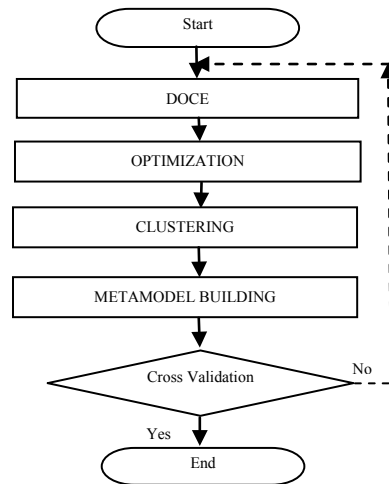 Start
DOCE
OPTIMIZATION
CLUSTERING
METAMODEL BUILDING
Cross Validation
No
Yes
End